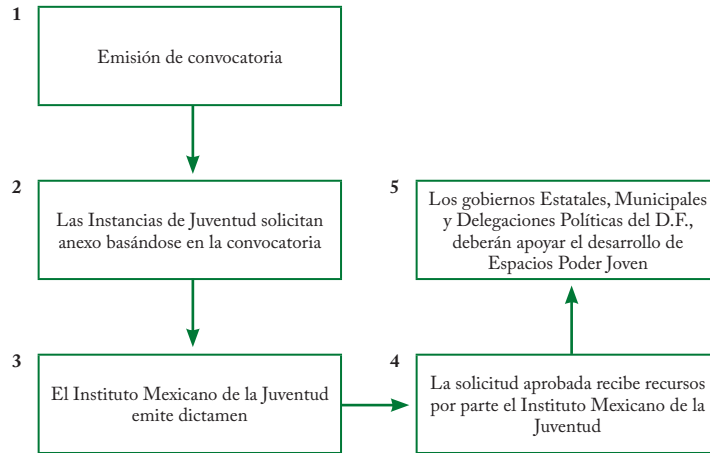 1
Emisión de convocatoria
2
Las Instancias de Juventud solicitan
anexo basándose en la convocatoria
3
El Instituto Mexicano de la Juventud
emite dictamen
4
La solicitud aprobada recibe recursos
por parte el Instituto Mexicano de la
Juventud
5
Los gobiernos Estatales, Municipales
y Delegaciones Políticas del D.F.,
deberán apoyar el desarrollo de
Espacios Poder Joven